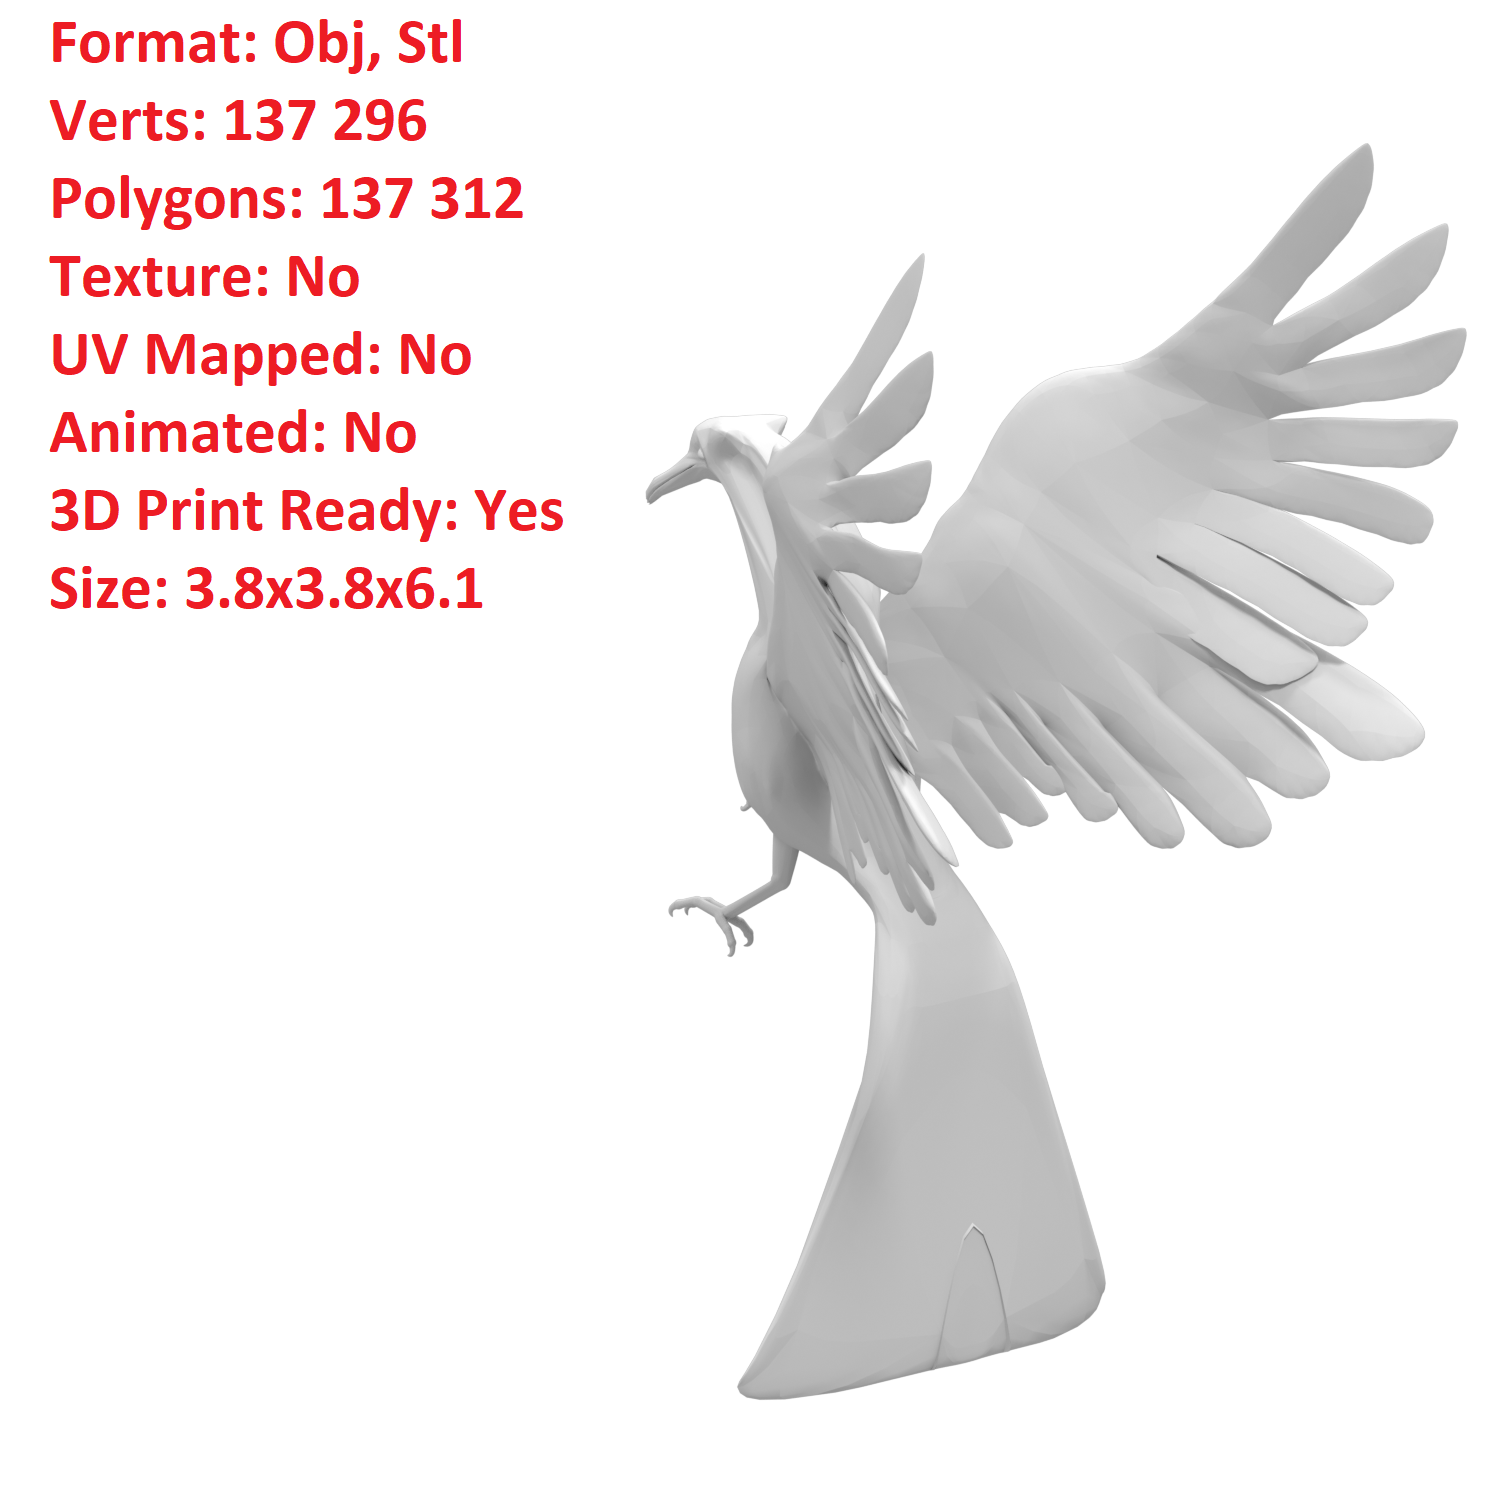 Format: Obj, Stl
Verts: 137 296
Polygons: 137 312
Texture: No
UV Mapped: No
Animated: No
3D Print Ready: Yes
Size: 3.8x3.8x6.1